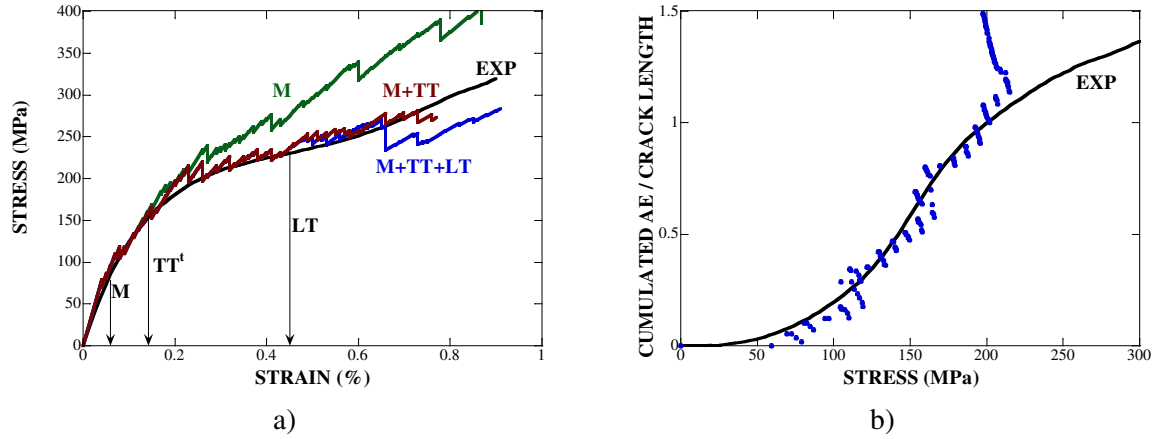 400
350
300
250
200
150
100
50
0
STRESS (MPa)
M
EXP
M+TT
M+TT+LT
LT
M
TTᵗ
0
0.2
0.4
0.6
0.8
1
STRAIN (%)
a)
1.5
1
0.5
0
CUMULATED AE / CRACK LENGTH
EXP
0
50
100
150
200
250
300
STRESS (MPa)
b)